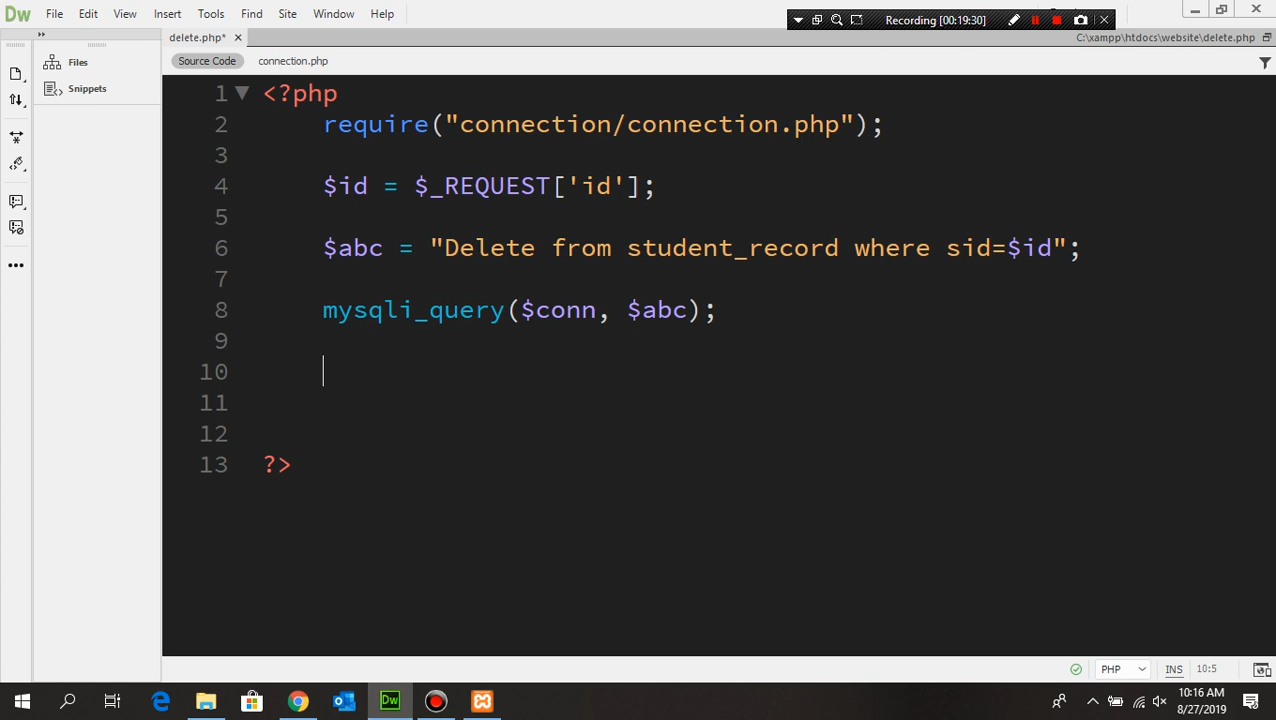 Dw File Edit View Insert Format Tools Find Site Window Help
Recording [00:19:30]
delete.php* C:\xampp\htdocs\website\delete.php
Source Code connection.php
Files
Snippets
1 <?php
2 require("connection/connection.php");
3
4 $id = $_REQUEST['id'];
5
6 $abc = "Delete from student_record where sid=$id";
7
8 mysqli_query($conn, $abc);
9
10
11
12
13 ?>
PHP INS 10:5
Dw
10:16 AM
8/27/2019